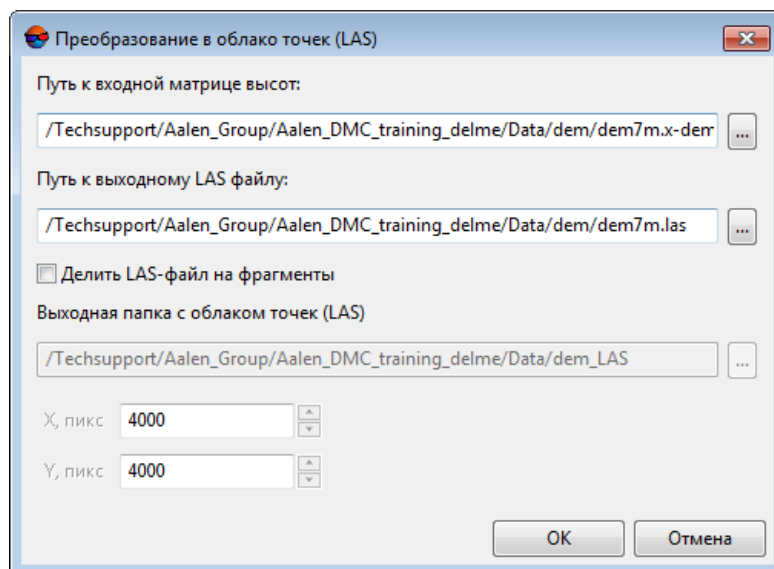 Преобразование в облако точек (LAS)
Путь к входной матрице высот:
/Techsupport/Aalen_Group/Aalen_DMC_training_delme/Data/dem/dem7m.x-dem
...
Путь к выходному LAS файлу:
/Techsupport/Aalen_Group/Aalen_DMC_training_delme/Data/dem/dem7m.las
...
Делить LAS-файл на фрагменты
Выходная папка с облаком точек (LAS)
/Techsupport/Aalen_Group/Aalen_DMC_training_delme/Data/dem_LAS
...
X, пикс 4000
Y, пикс 4000
OK Отмена